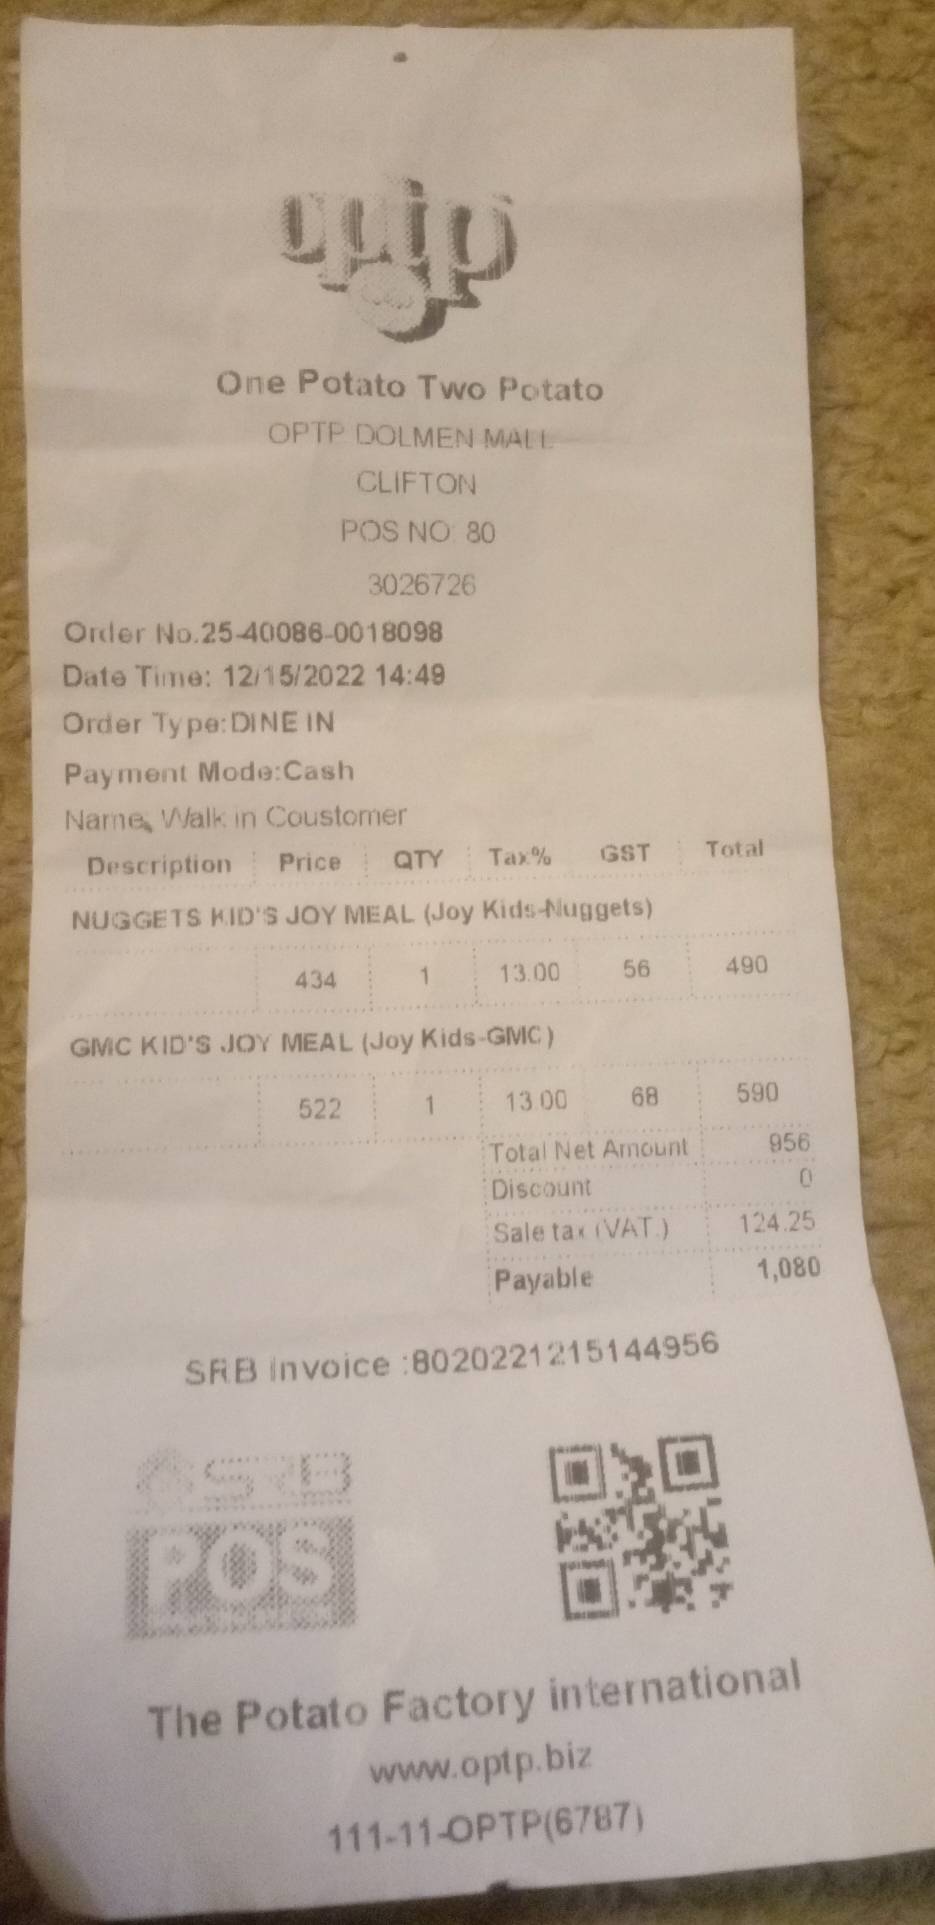 optp
One Potato Two Potato
OPTP DOLMEN MALL
CLIFTON
POS NO: 80
3026726
Order No.25-40086-0018098
Date Time: 12/15/2022 14:49
Order Type:DINE IN
Payment Mode:Cash
Name: Walk in Coustomer
Description Price QTY Tax% GST Total
NUGGETS KID'S JOY MEAL (Joy Kids-Nuggets)
434 1 13.00 56 490
GMC KID'S JOY MEAL (Joy Kids-GMC)
522 1 13.00 68 590
Total Net Amount 956
Discount 0
Sale tax (VAT.) 124.25
Payable 1,080
SRB Invoice :8020221215144956
SRB
POS
The Potato Factory international
www.optp.biz
111-11-OPTP(6787)